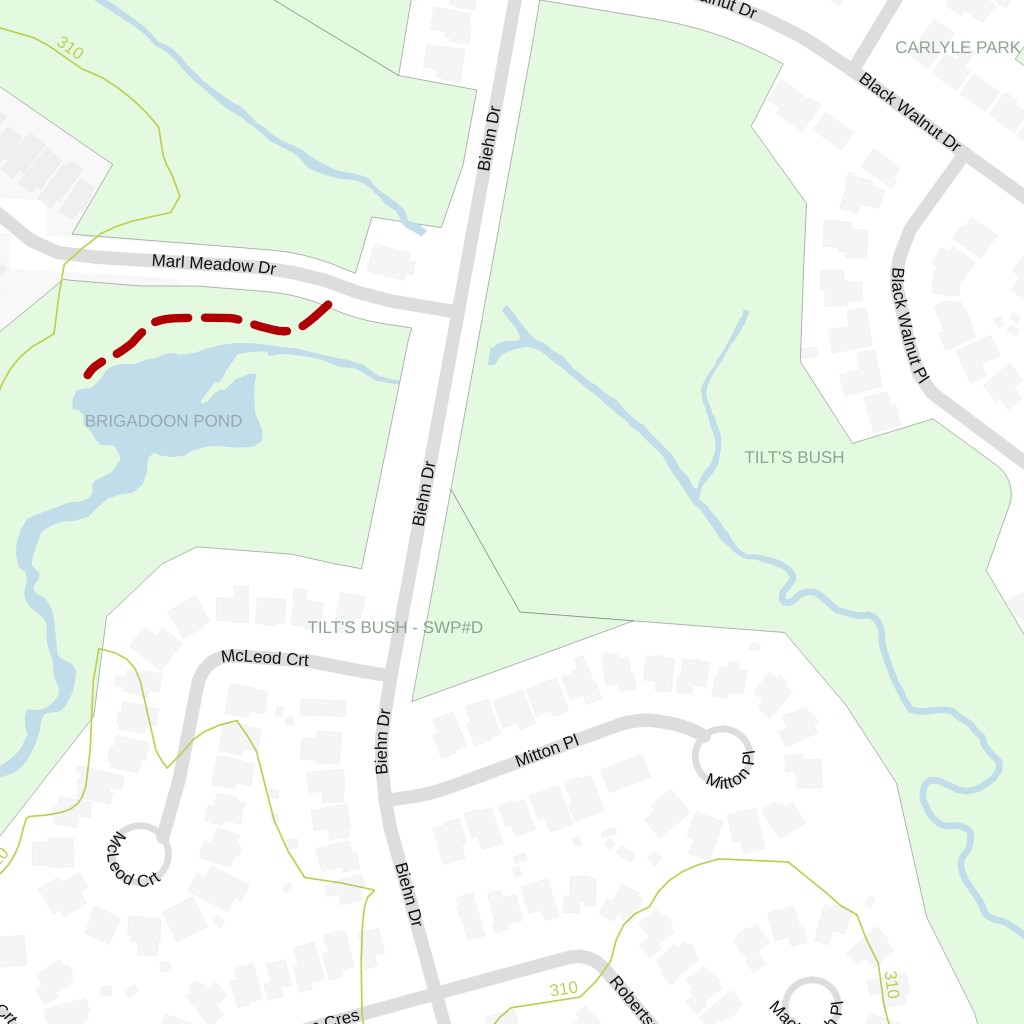 Black Walnut Dr
CARLYLE PARK
310
Biehn Dr
Marl Meadow Dr
Black Walnut Pl
BRIGADOON POND
TILT'S BUSH
Biehn Dr
TILT'S BUSH - SWP#D
McLeod Crt
Biehn Dr
Mitton Pl
Mitton Pl
McLeod Crt
Biehn Dr
310
310
Cres